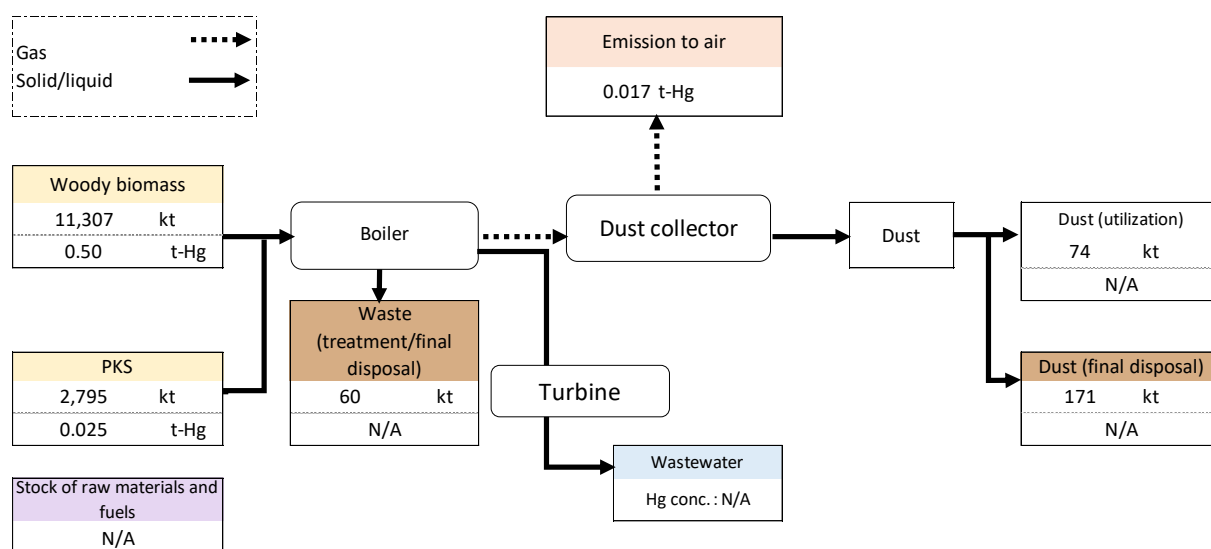 Gas
Solid/liquid
Emission to air
0.017 t-Hg
Woody biomass
11,307 kt
0.50 t-Hg
Boiler
Dust collector
Dust
Dust (utilization)
74 kt
N/A
Waste
(treatment/final
disposal)
60 kt
N/A
PKS
2,795 kt
0.025 t-Hg
Turbine
Dust (final disposal)
171 kt
N/A
Wastewater
Hg conc. : N/A
Stock of raw materials and
fuels
N/A